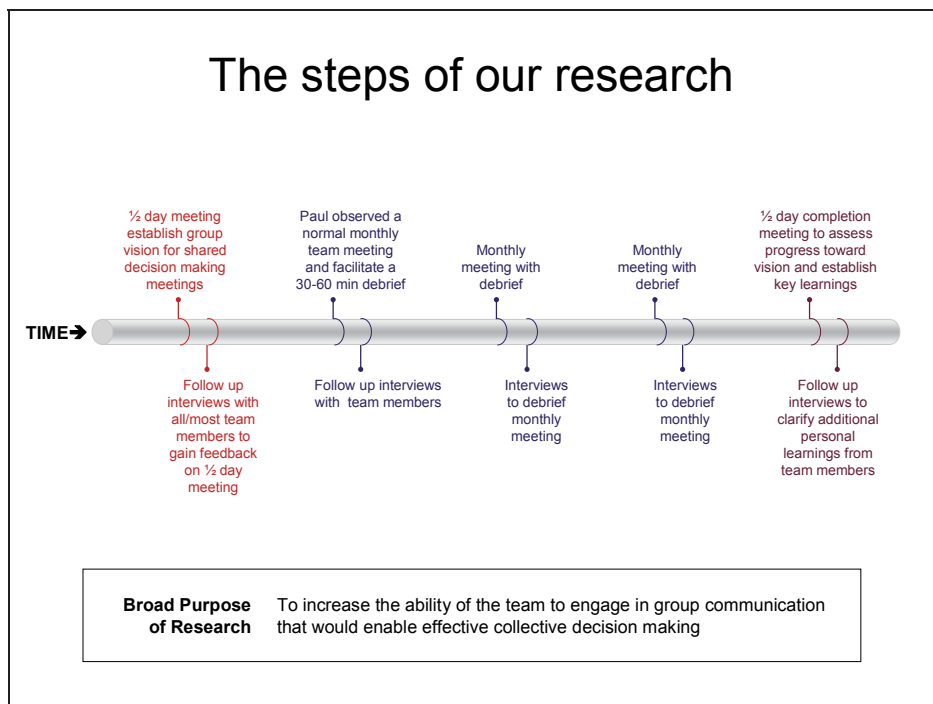 The steps of our research
½ day meeting
establish group
vision for shared
decision making
meetings
Paul observed a
normal monthly
team meeting
and facilitate a
30-60 min debrief
Monthly
meeting with
debrief
Monthly
meeting with
debrief
½ day completion
meeting to assess
progress toward
vision and establish
key learnings
TIME➔
Follow up
interviews with
all/most team
members to
gain feedback
on ½ day
meeting
Follow up interviews
with team members
Interviews
to debrief
monthly
meeting
Interviews
to debrief
monthly
meeting
Follow up
interviews to
clarify additional
personal
learnings from
team members
Broad Purpose
of Research
To increase the ability of the team to engage in group communication
that would enable effective collective decision making